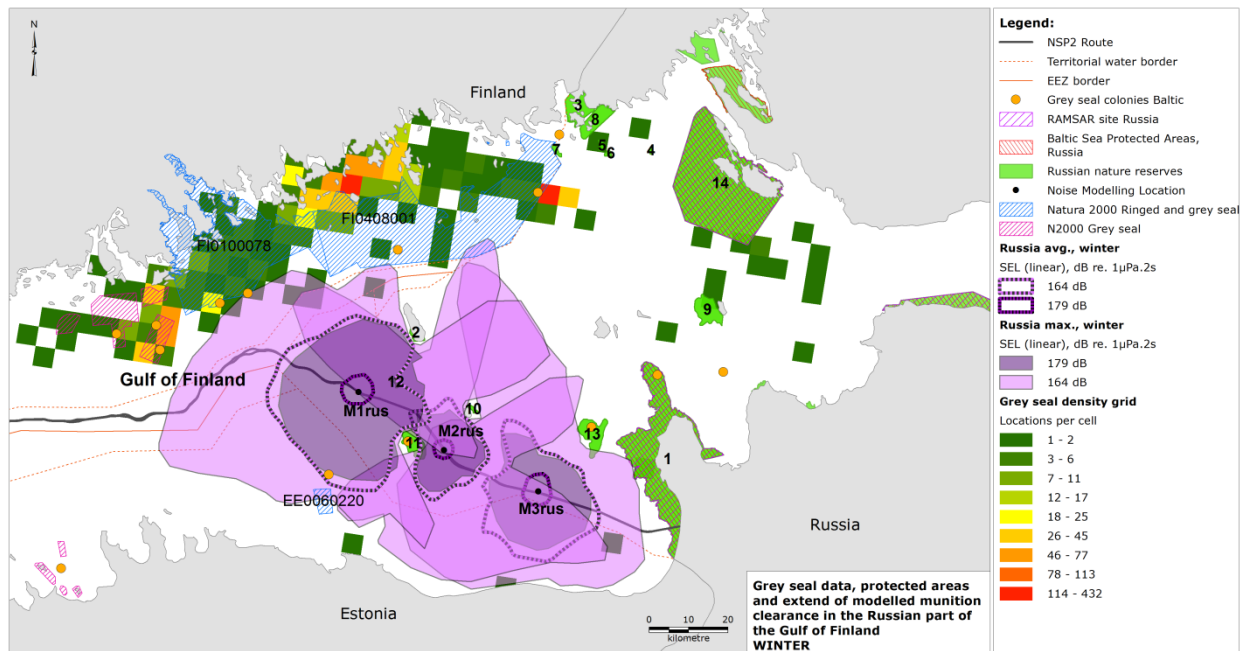 N
Finland
3
8
7
5
6
4
14
FI0408001
FI0100078
9
2
Gulf of Finland
12
M1rus
10
M2rus
11
13
1
M3rus
EE0060220
Russia
Estonia
0 5 10 20
kilometre
Grey seal data, protected areas
and extend of modelled munition
clearance in the Russian part of
the Gulf of Finland
WINTER
Legend:
NSP2 Route
Territorial water border
EEZ border
Grey seal colonies Baltic
RAMSAR site Russia
Baltic Sea Protected Areas,
Russia
Russian nature reserves
Noise Modelling Location
Natura 2000 Ringed and grey seal
N2000 Grey seal
Russia avg., winter
SEL (linear), dB re. 1µPa.2s
164 dB
179 dB
Russia max., winter
SEL (linear), dB re. 1µPa.2s
179 dB
164 dB
Grey seal density grid
Locations per cell
1 - 2
3 - 6
7 - 11
12 - 17
18 - 25
26 - 45
46 - 77
78 - 113
114 - 432